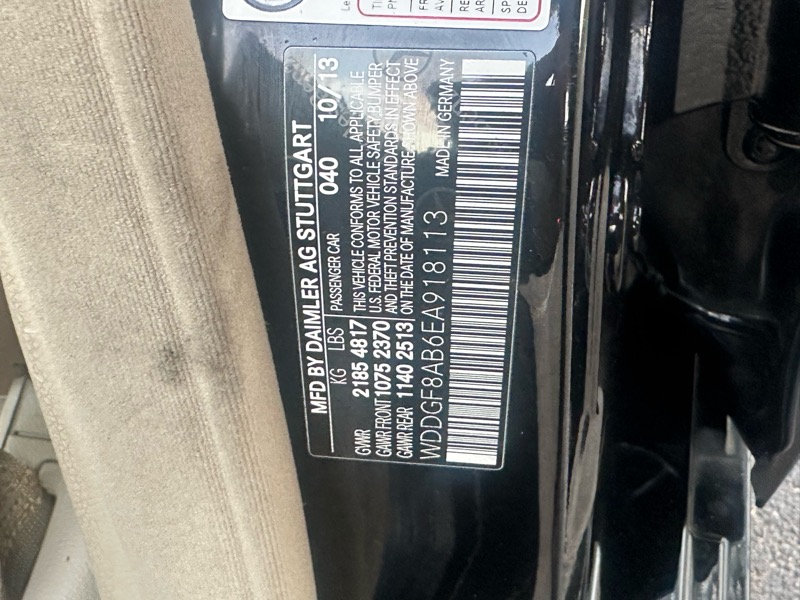 MFD BY DAIMLER AG STUTTGART
KG LBS PASSENGER CAR 040 10/13
GVWR 2185 4817 THIS VEHICLE CONFORMS TO ALL APPLICABLE
GAWR FRONT 1075 2370 U.S. FEDERAL MOTOR VEHICLE SAFETY BUMPER
GAWR REAR 1140 2513 AND THEFT PREVENTION STANDARDS IN EFFECT
ON THE DATE OF MANUFACTURE SHOWN ABOVE
WDDGF8AB6EA918113 MADE IN GERMANY